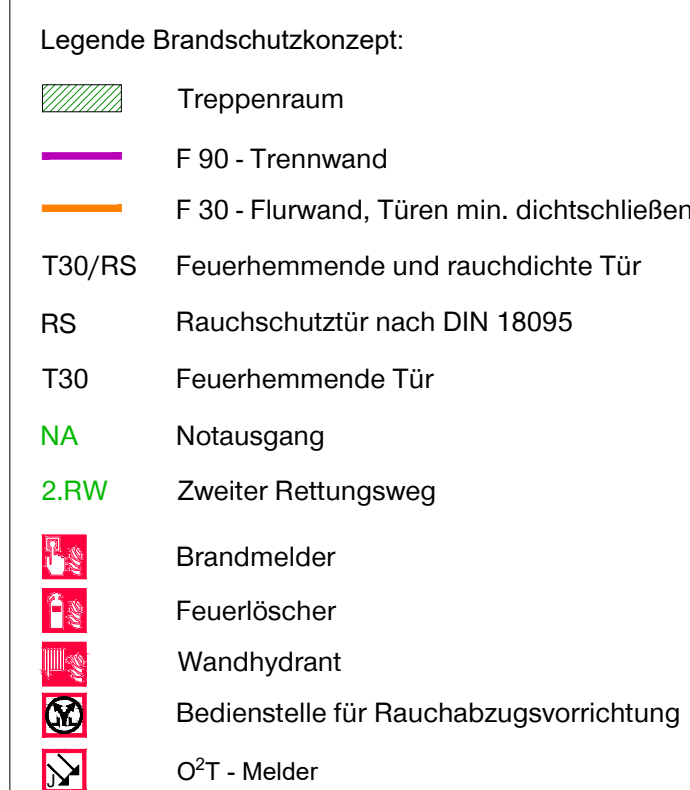 Legende Brandschutzkonzept:
Treppenraum
F 90 - Trennwand
F 30 - Flurwand, Türen min. dichtschließen
T30/RS Feuerhemmende und rauchdichte Tür
RS Rauchschutztür nach DIN 18095
T30 Feuerhemmende Tür
NA Notausgang
2.RW Zweiter Rettungsweg
Brandmelder
Feuerlöscher
Wandhydrant
Bedienstelle für Rauchabzugsvorrichtung
J O²T - Melder